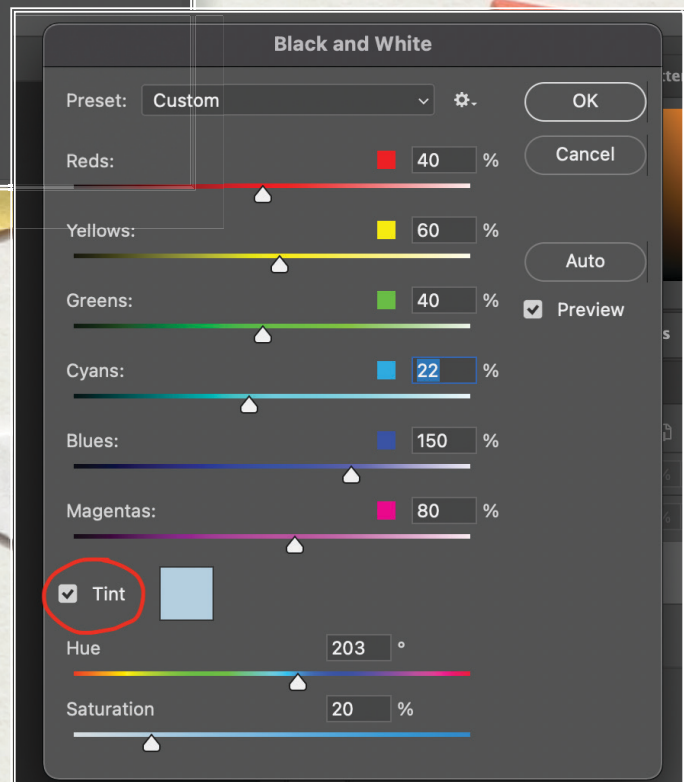 Black and White
Preset: Custom
OK
Reds: 40 %
Cancel
Yellows: 60 %
Auto
Greens: 40 %
Preview
Cyans: 22 %
Blues: 150 %
Magentas: 80 %
Tint
Hue 203 °
Saturation 20 %